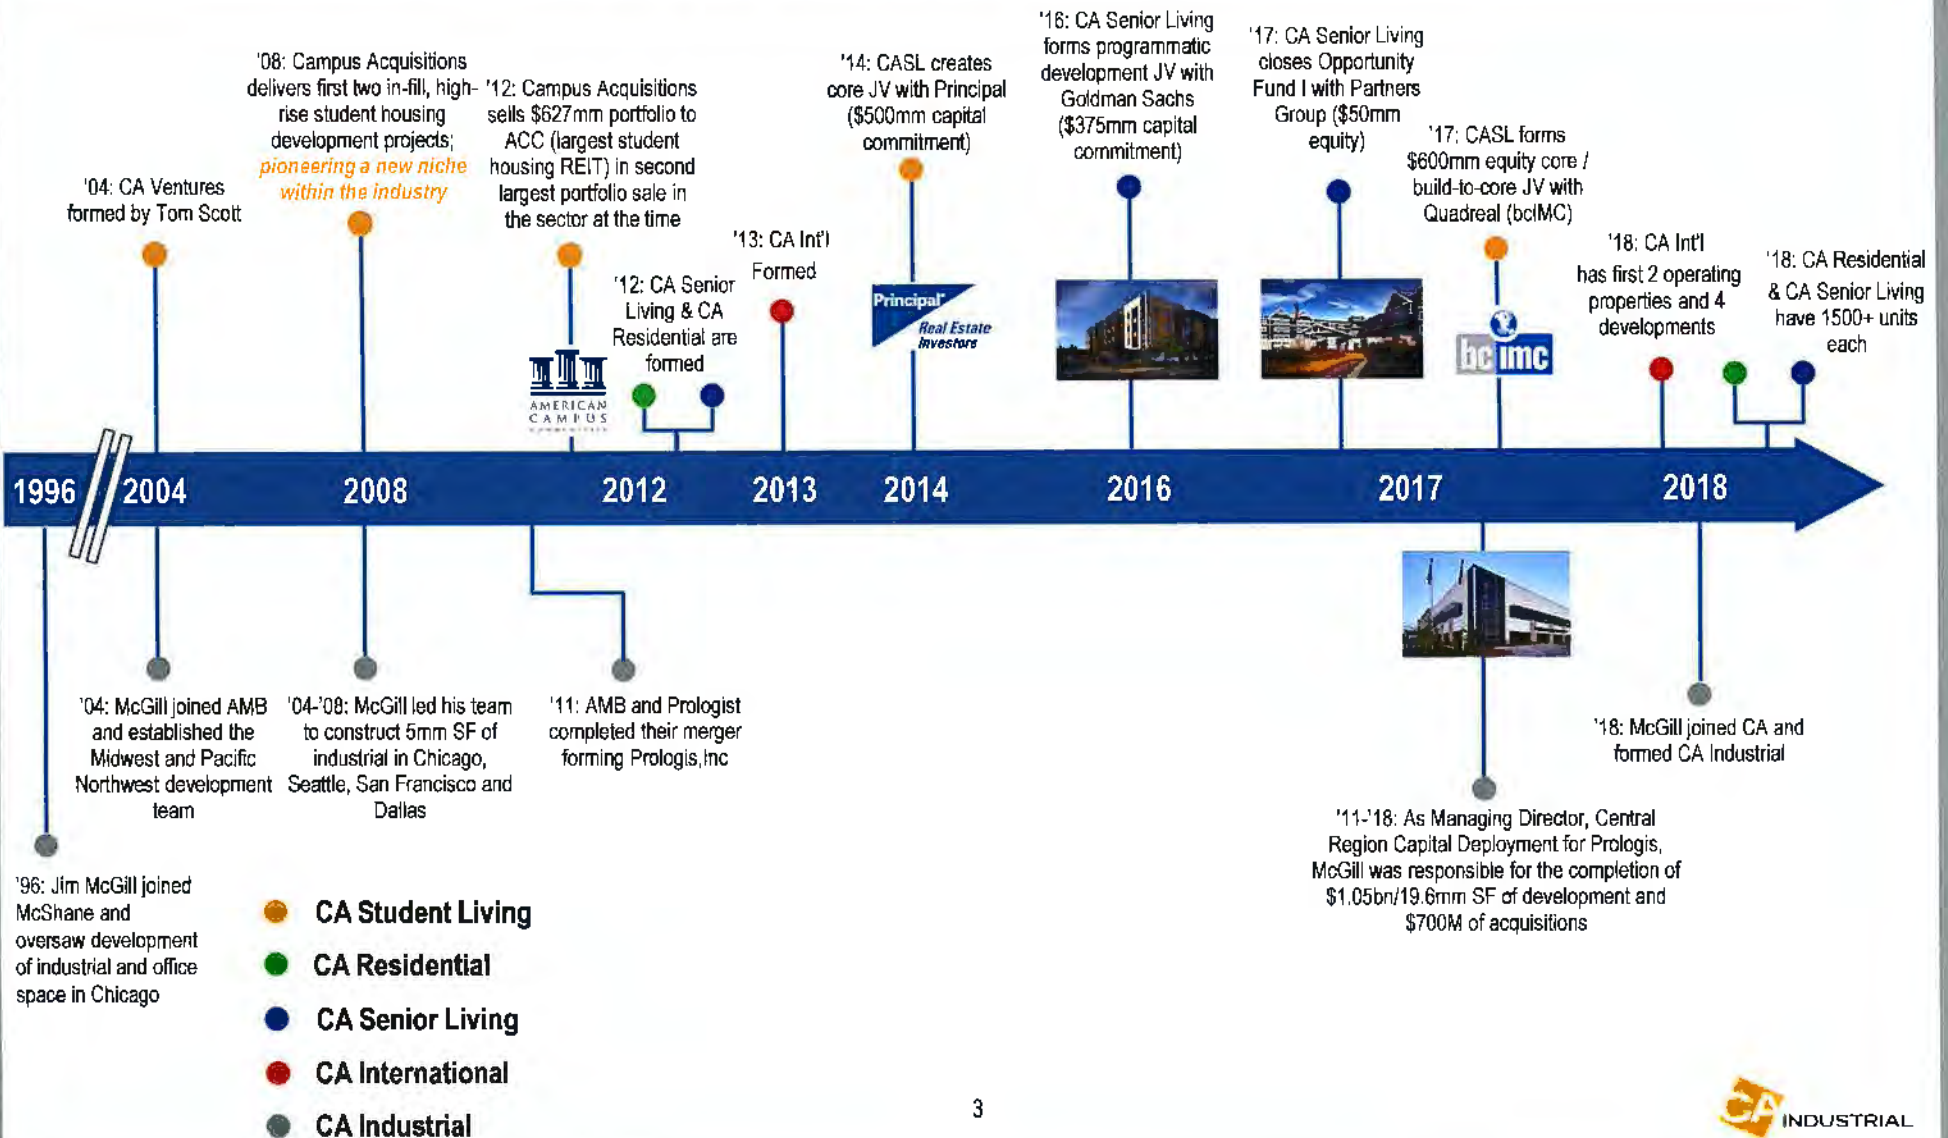 '04: CA Ventures
formed by Tom Scott
'08: Campus Acquisitions
delivers first two in-fill, high-
rise student housing
development projects;
pioneering a new niche
within the industry
'12: Campus Acquisitions
sells $627mm portfolio to
ACC (largest student
housing REIT) in second
largest portfolio sale in
the sector at the time
AMERICAN
CAMPUS
'12: CA Senior
Living & CA
Residential are
formed
'13: CA Int'l
Formed
'14: CASL creates
core JV with Principal
($500mm capital
commitment)
Principal
Real Estate
Investors
'16: CA Senior Living
forms programmatic
development JV with
Goldman Sachs
($375mm capital
commitment)
'17: CA Senior Living
closes Opportunity
Fund I with Partners
Group ($50mm
equity)
'17: CASL forms
$600mm equity core /
build-to-core JV with
Quadreal (bcIMC)
bc imc
'18: CA Int'l
has first 2 operating
properties and 4
developments
'18: CA Residential
& CA Senior Living
have 1500+ units
each
1996
2004
2008
2012
2013
2014
2016
2017
2018
'96: Jim McGill joined
McShane and
oversaw development
of industrial and office
space in Chicago
'04: McGill joined AMB
and established the
Midwest and Pacific
Northwest development
team
'04-'08: McGill led his team
to construct 5mm SF of
industrial in Chicago,
Seattle, San Francisco and
Dallas
'11: AMB and Prologist
completed their merger
forming Prologis,Inc
'11-'18: As Managing Director, Central
Region Capital Deployment for Prologis,
McGill was responsible for the completion of
$1.05bn/19.6mm SF of development and
$700M of acquisitions
'18: McGill joined CA and
formed CA Industrial
CA Student Living
CA Residential
CA Senior Living
CA International
CA Industrial
3
CA INDUSTRIAL